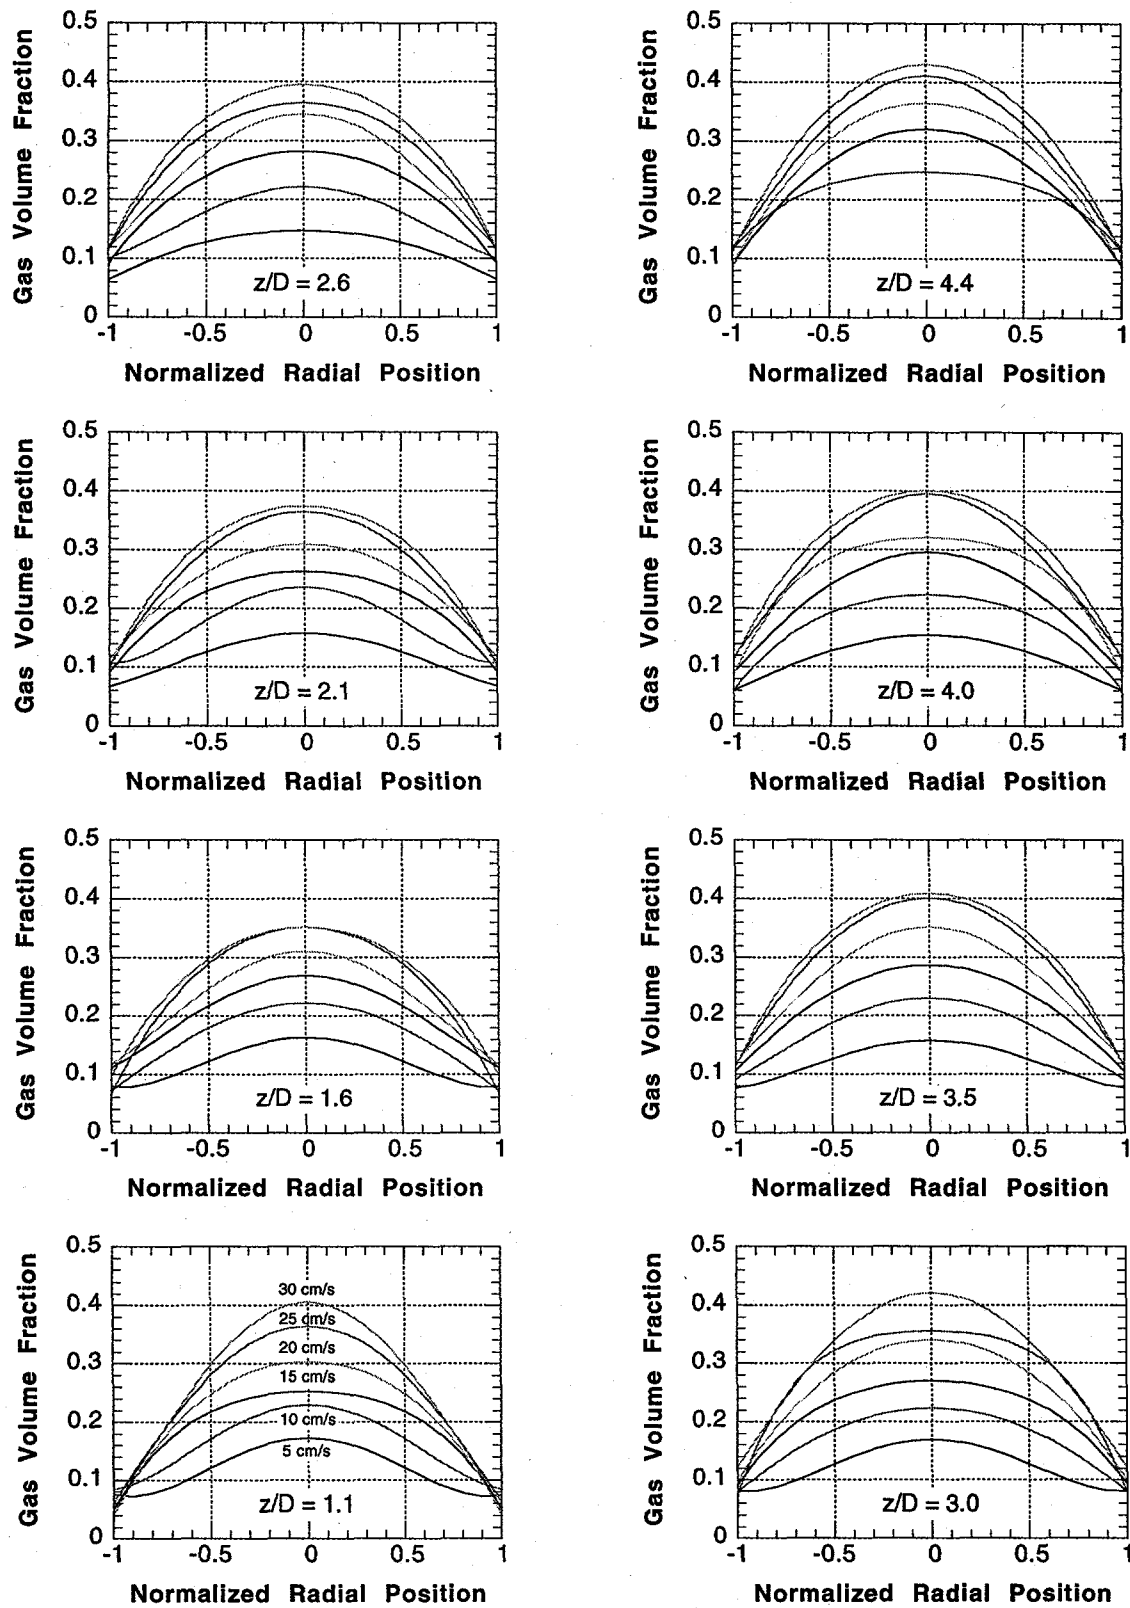 Gas Volume Fraction
0.5
0.4
0.3
0.2
0.1
0
z/D = 2.6
-1 -0.5 0 0.5 1
Normalized Radial Position
Gas Volume Fraction
0.5
0.4
0.3
0.2
0.1
0
z/D = 4.4
-1 -0.5 0 0.5 1
Normalized Radial Position
Gas Volume Fraction
0.5
0.4
0.3
0.2
0.1
0
z/D = 2.1
-1 -0.5 0 0.5 1
Normalized Radial Position
Gas Volume Fraction
0.5
0.4
0.3
0.2
0.1
0
z/D = 4.0
-1 -0.5 0 0.5 1
Normalized Radial Position
Gas Volume Fraction
0.5
0.4
0.3
0.2
0.1
0
z/D = 1.6
-1 -0.5 0 0.5 1
Normalized Radial Position
Gas Volume Fraction
0.5
0.4
0.3
0.2
0.1
0
z/D = 3.5
-1 -0.5 0 0.5 1
Normalized Radial Position
Gas Volume Fraction
0.5
0.4
0.3
0.2
0.1
0
30 cm/s
25 cm/s
20 cm/s
15 cm/s
10 cm/s
5 cm/s
z/D = 1.1
-1 -0.5 0 0.5 1
Normalized Radial Position
Gas Volume Fraction
0.5
0.4
0.3
0.2
0.1
0
z/D = 3.0
-1 -0.5 0 0.5 1
Normalized Radial Position